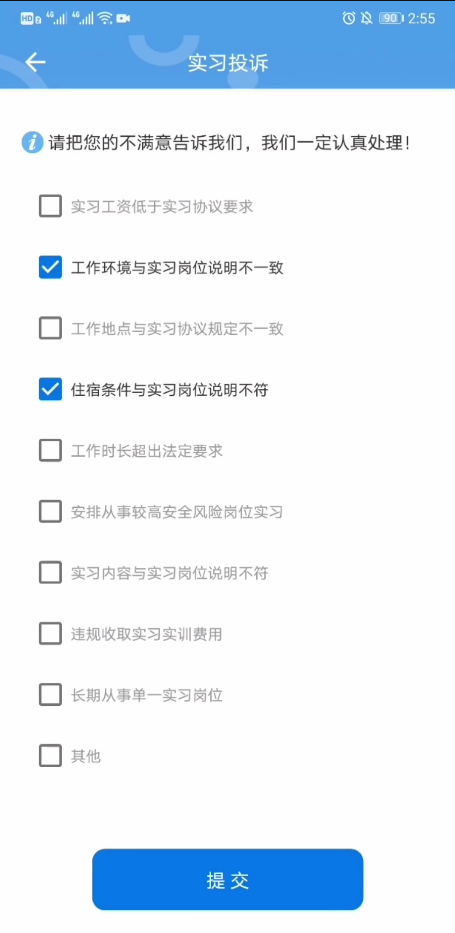 HD 4G 4G 90 2:55
实习投诉
请把您的不满意告诉我们，我们一定认真处理！
实习工资低于实习协议要求
工作环境与实习岗位说明不一致
工作地点与实习协议规定不一致
住宿条件与实习岗位说明不符
工作时长超出法定要求
安排从事较高安全风险岗位实习
实习内容与实习岗位说明不符
违规收取实习实训费用
长期从事单一实习岗位
其他
提交